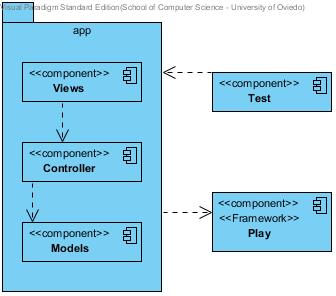 Visual Paradigm Standard Edition(School of Computer Science - University of Oviedo)
app
<<component>>
Views
<<component>>
Controller
<<component>>
Models
<<component>>
Test
<<component>>
<<Framework>>
Play